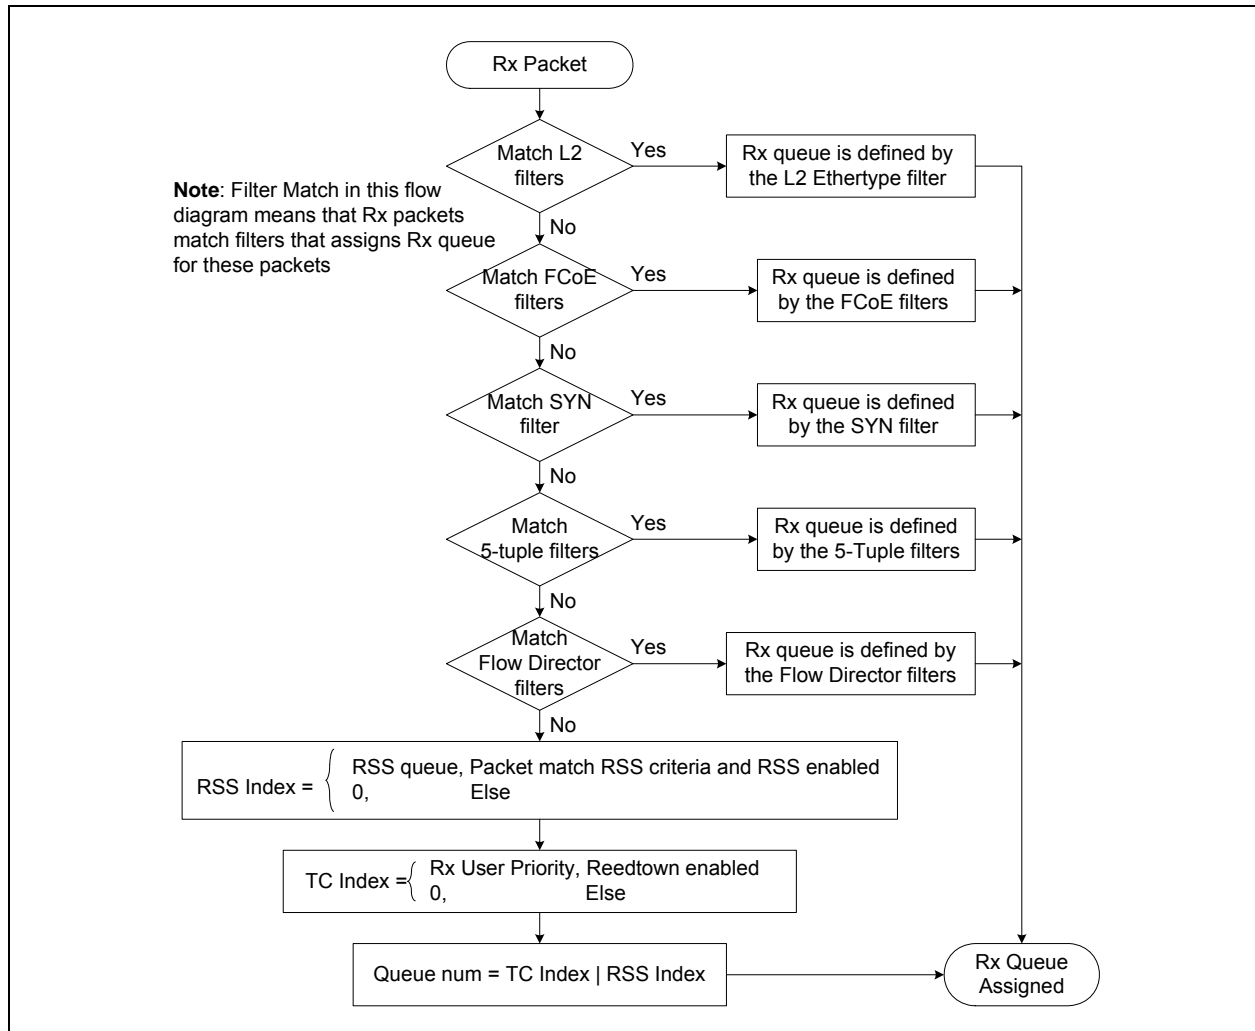 Rx Packet
Match L2
filters
Yes
Rx queue is defined by
the L2 Ethertype filter
Note: Filter Match in this flow
diagram means that Rx packets
match filters that assigns Rx queue
for these packets
No
Match FCoE
filters
Yes
Rx queue is defined
by the FCoE filters
No
Match SYN
filter
Yes
Rx queue is defined
by the SYN filter
No
Match
5-tuple filters
Yes
Rx queue is defined
by the 5-Tuple filters
No
Match
Flow Director
filters
Yes
Rx queue is defined by
the Flow Director filters
No
RSS Index = { RSS queue, Packet match RSS criteria and RSS enabled
0, Else
TC Index = { Rx User Priority, Reedtown enabled
0, Else
Queue num = TC Index | RSS Index
Rx Queue
Assigned